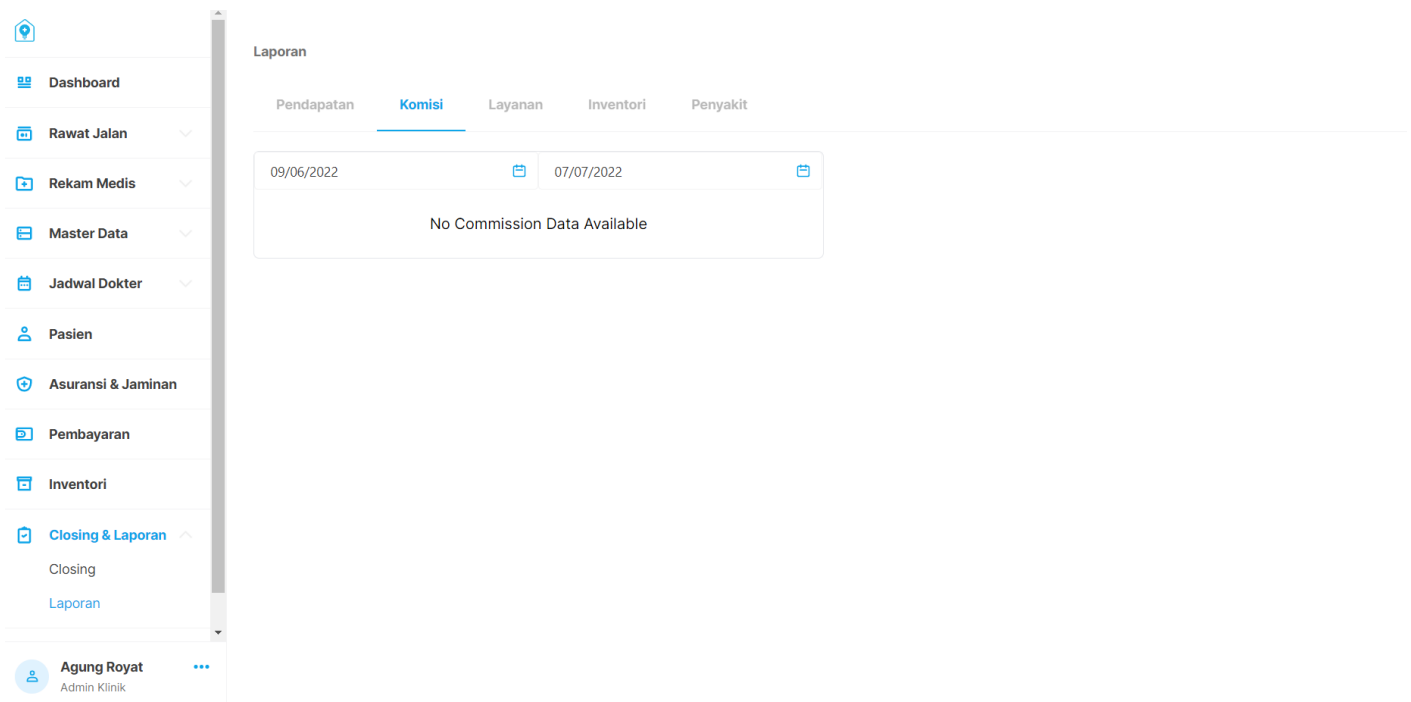 Dashboard
Rawat Jalan
Rekam Medis
Master Data
Jadwal Dokter
Pasien
Asuransi & Jaminan
Pembayaran
Inventori
Closing & Laporan
Closing
Laporan
Agung Royat
Admin Klinik
Laporan
Pendapatan Komisi Layanan Inventori Penyakit
09/06/2022 07/07/2022
No Commission Data Available